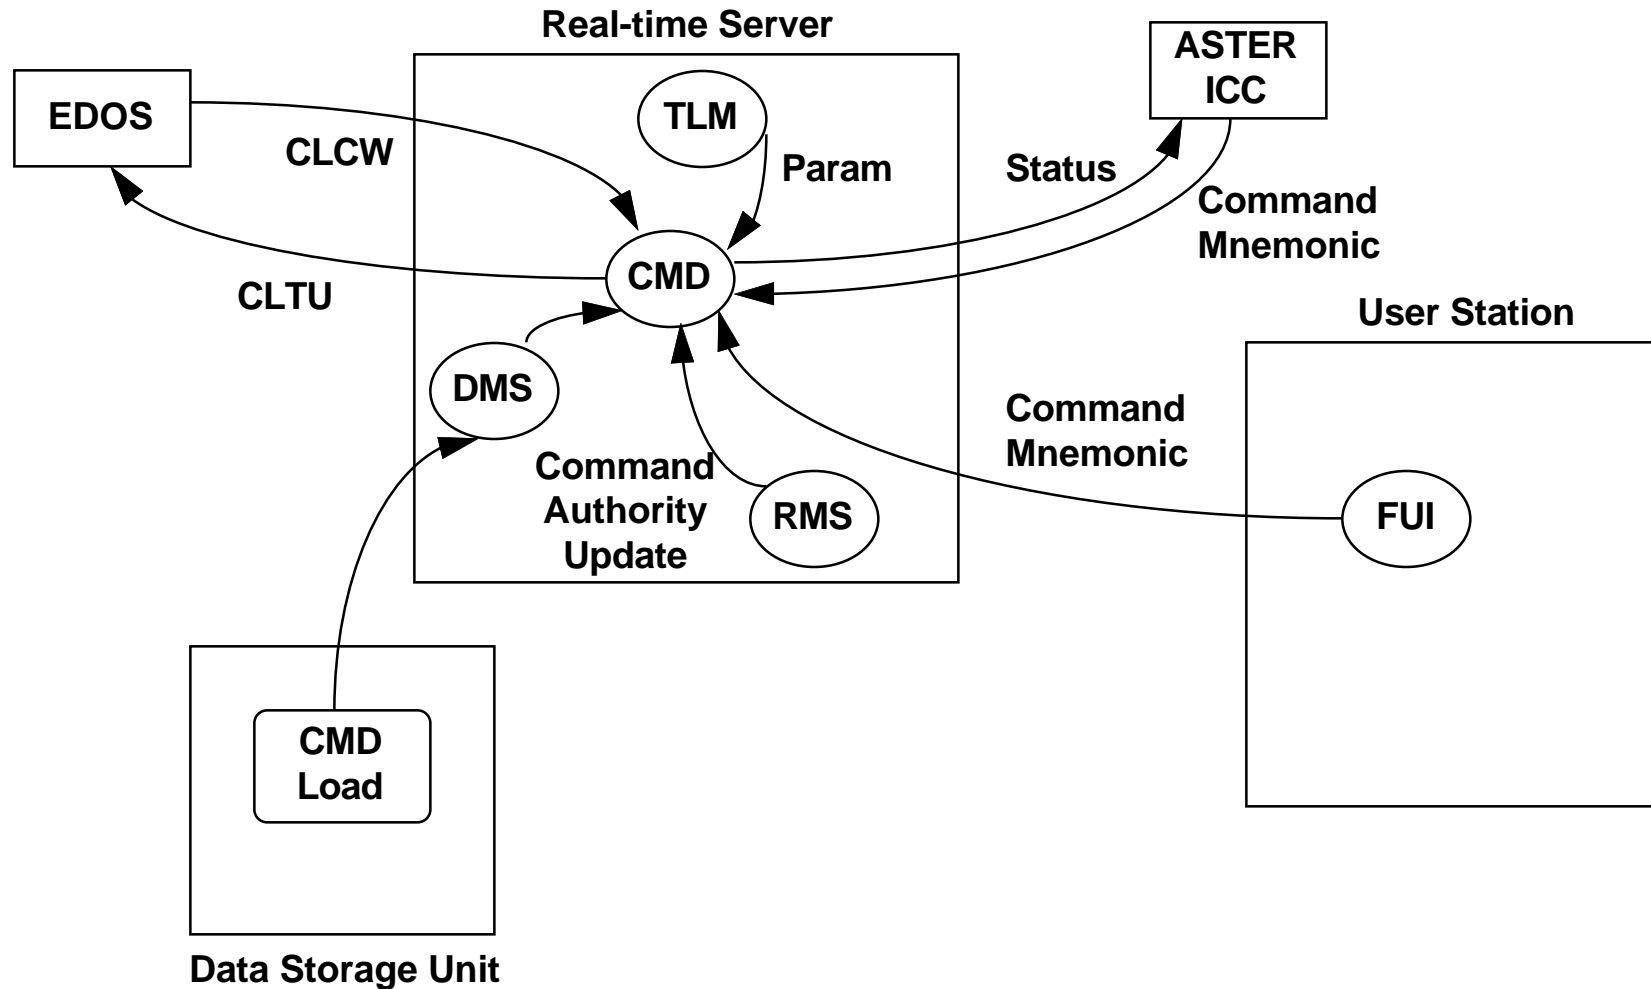 Real-time Server
ASTER
ICC
EDOS
TLM
CLCW
Param
Status
Command
Mnemonic
CMD
CLTU
User Station
DMS
Command
Mnemonic
Command
Authority
Update
RMS
FUI
CMD
Load
Data Storage Unit